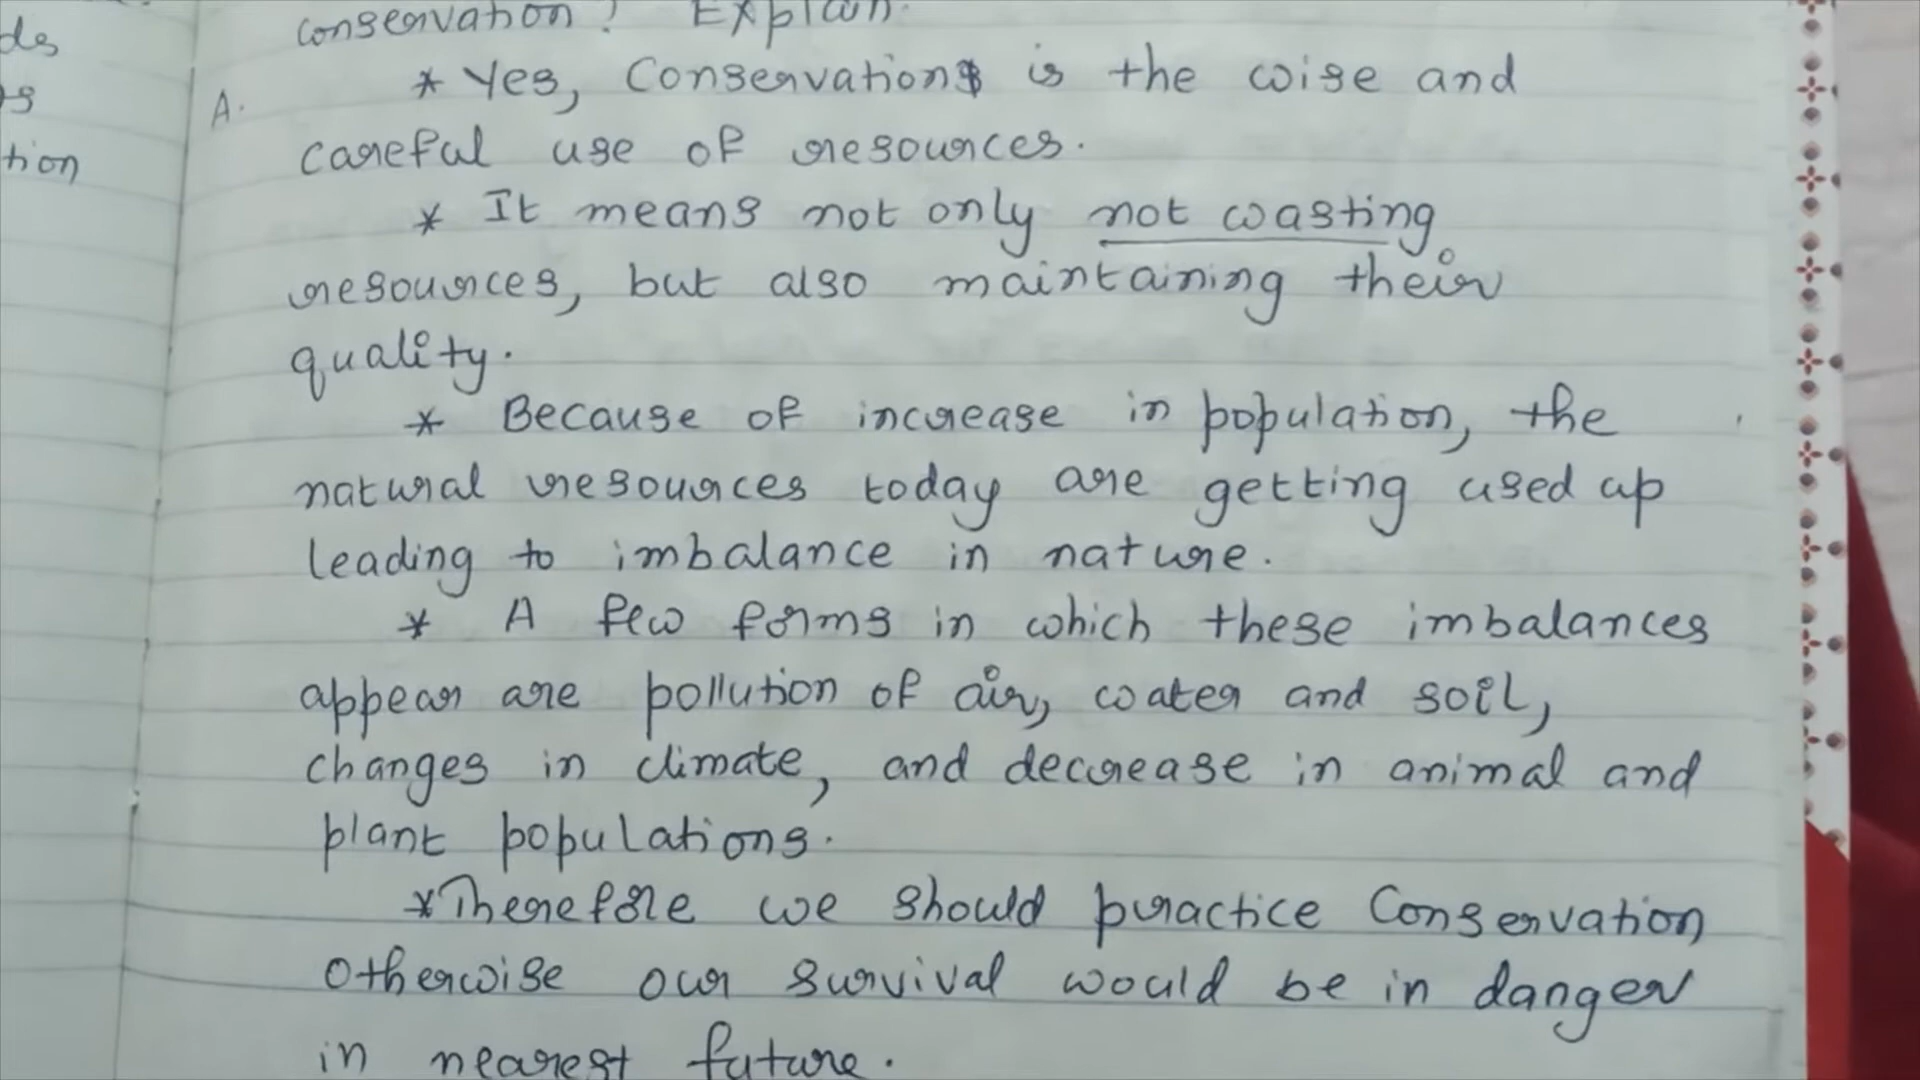 conservation? Explain.
A. * Yes, Conservation is the wise and
careful use of resources.
* It means not only not wasting
resources, but also maintaining their
quality.
* Because of increase in population, the
natural resources today are getting used up
leading to imbalance in nature.
* A few forms in which these imbalances
appear are pollution of air, water and soil,
changes in climate, and decrease in animal and
plant populations.
* Therefore we should practice Conservation
otherwise our survival would be in danger
in nearest future.
tion